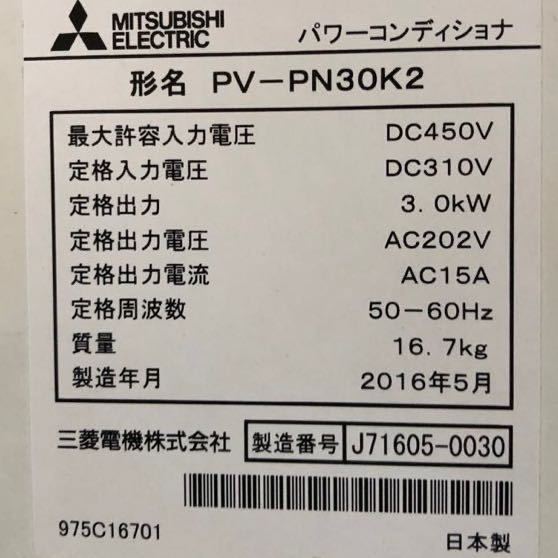 MITSUBISHI
ELECTRIC パワーコンディショナ
形名 PV-PN30K2
最大許容入力電圧 DC450V
定格入力電圧 DC310V
定格出力 3.0kW
定格出力電圧 AC202V
定格出力電流 AC15A
定格周波数 50-60Hz
質量 16.7kg
製造年月 2016年5月
三菱電機株式会社 製造番号 J71605-0030
975C16701 日本製